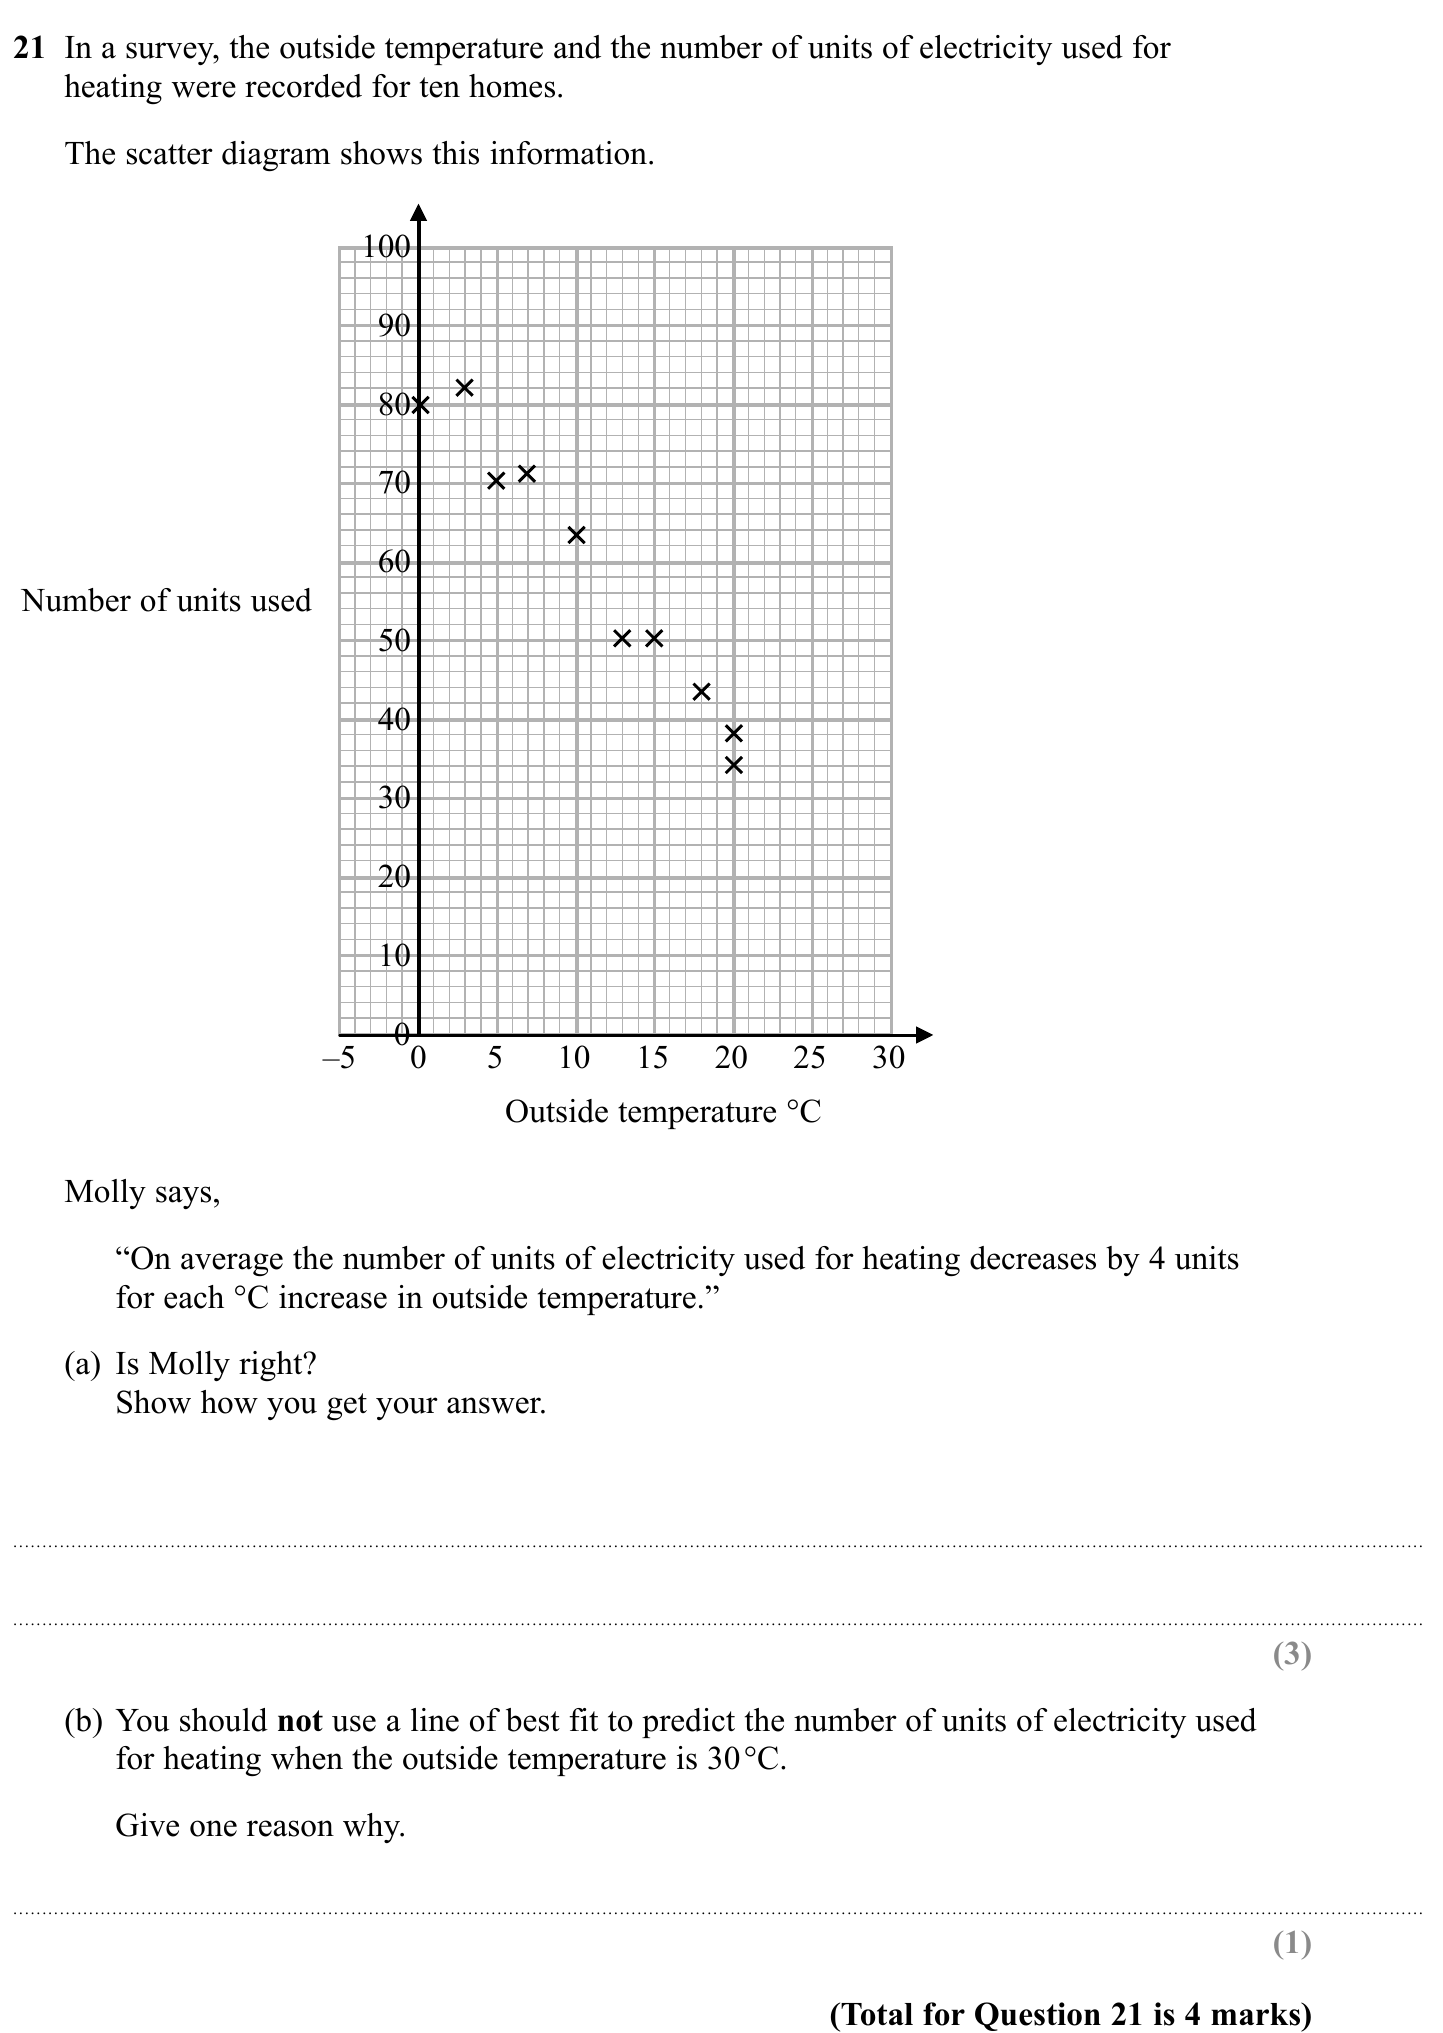 21 In a survey, the outside temperature and the number of units of electricity used for
heating were recorded for ten homes.
The scatter diagram shows this information.
100
90
80
70
60
Number of units used
50
40
30
20
10
0
–5 0 5 10 15 20 25 30
Outside temperature °C
Molly says,
“On average the number of units of electricity used for heating decreases by 4 units
for each °C increase in outside temperature.”
(a) Is Molly right?
Show how you get your answer.
(3)
(b) You should not use a line of best fit to predict the number of units of electricity used
for heating when the outside temperature is 30 °C.
Give one reason why.
(1)
(Total for Question 21 is 4 marks)